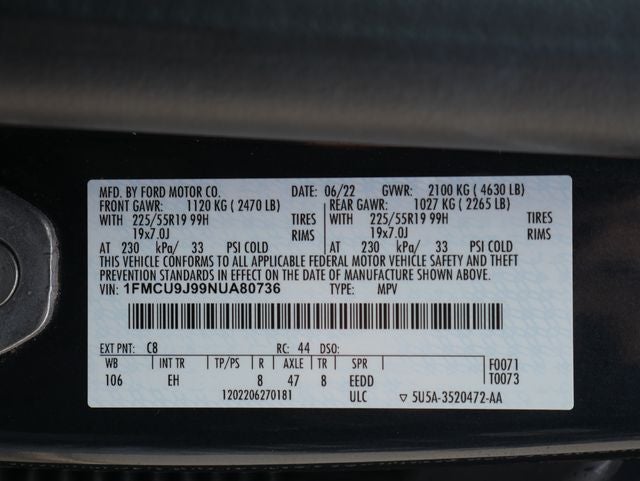 MFD. BY FORD MOTOR CO. DATE: 06/22 GVWR: 2100 KG ( 4630 LB)
FRONT GAWR: 1120 KG ( 2470 LB) REAR GAWR: 1027 KG ( 2265 LB)
WITH 225/55R19 99H TIRES WITH 225/55R19 99H TIRES
19x7.0J RIMS 19x7.0J RIMS
AT 230 kPa/ 33 PSI COLD AT 230 kPa/ 33 PSI COLD
THIS VEHICLE CONFORMS TO ALL APPLICABLE FEDERAL MOTOR VEHICLE SAFETY AND THEFT
PREVENTION STANDARDS IN EFFECT ON THE DATE OF MANUFACTURE SHOWN ABOVE.
VIN: 1FMCU9J99NUA80736 TYPE: MPV
EXT PNT: C8 RC: 44 DSO:
WB INT TR TP/PS R AXLE TR SPR F0071
106 EH 8 47 8 EEDD T0073
1202206270181 ULC ▽ 5U5A-3520472-AA